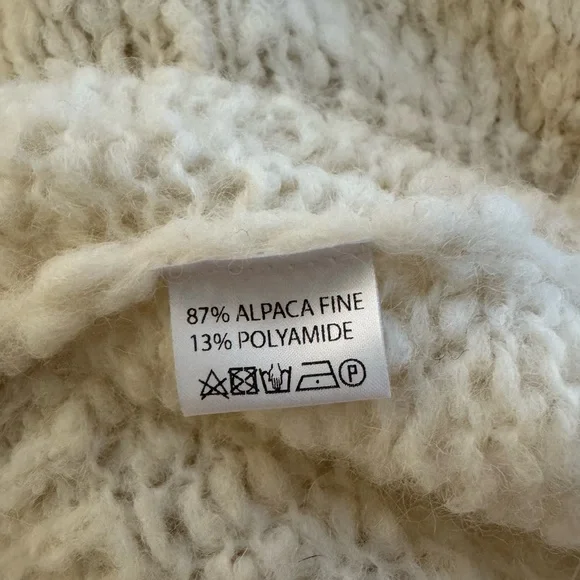 87% ALPACA FINE
13% POLYAMIDE
P